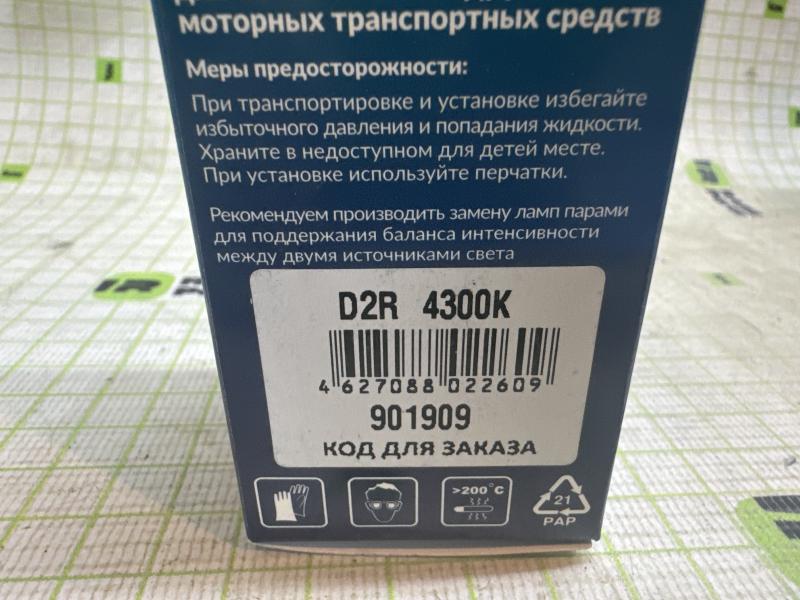 моторных транспортных средств
Меры предосторожности:
При транспортировке и установке избегайте
избыточного давления и попадания жидкости.
Храните в недоступном для детей месте.
При установке используйте перчатки.
Рекомендуем производить замену ламп парами
для поддержания баланса интенсивности
между двумя источниками света
D2R 4300K
4 627088 022609
901909
КОД ДЛЯ ЗАКАЗА
>200°C
21
PAP